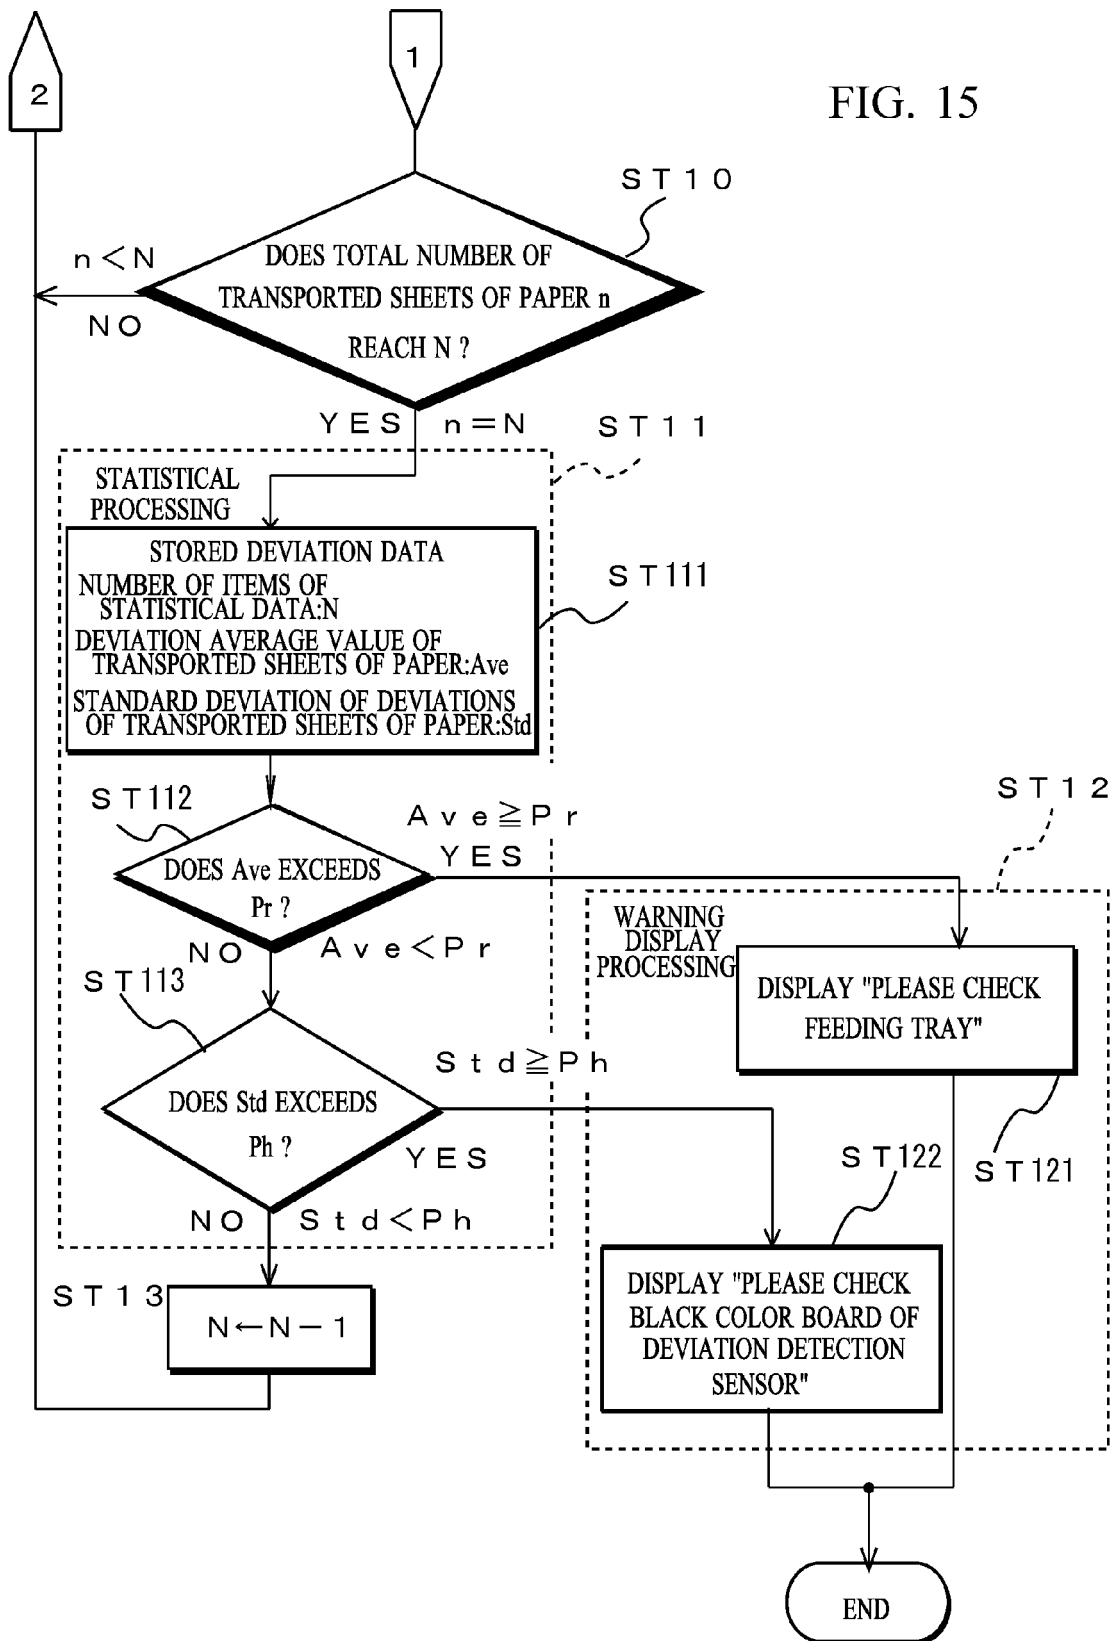 1
2
FIG. 15
ST10
n<N
DOES TOTAL NUMBER OF
TRANSPORTED SHEETS OF PAPER n
REACH N ?
NO
YES n=N
ST11
STATISTICAL
PROCESSING
STORED DEVIATION DATA
NUMBER OF ITEMS OF
STATISTICAL DATA:N
DEVIATION AVERAGE VALUE OF
TRANSPORTED SHEETS OF PAPER:Ave
STANDARD DEVIATION OF DEVIATIONS
OF TRANSPORTED SHEETS OF PAPER:Std
ST111
ST112
Ave≧Pr
YES
DOES Ave EXCEEDS
Pr ?
NO Ave<Pr
ST12
WARNING
DISPLAY
PROCESSING
DISPLAY "PLEASE CHECK
FEEDING TRAY"
ST121
ST113
Std≧Ph
DOES Std EXCEEDS
Ph ?
YES
NO Std<Ph
ST122
DISPLAY "PLEASE CHECK
BLACK COLOR BOARD OF
DEVIATION DETECTION
SENSOR"
ST13
N←N-1
END